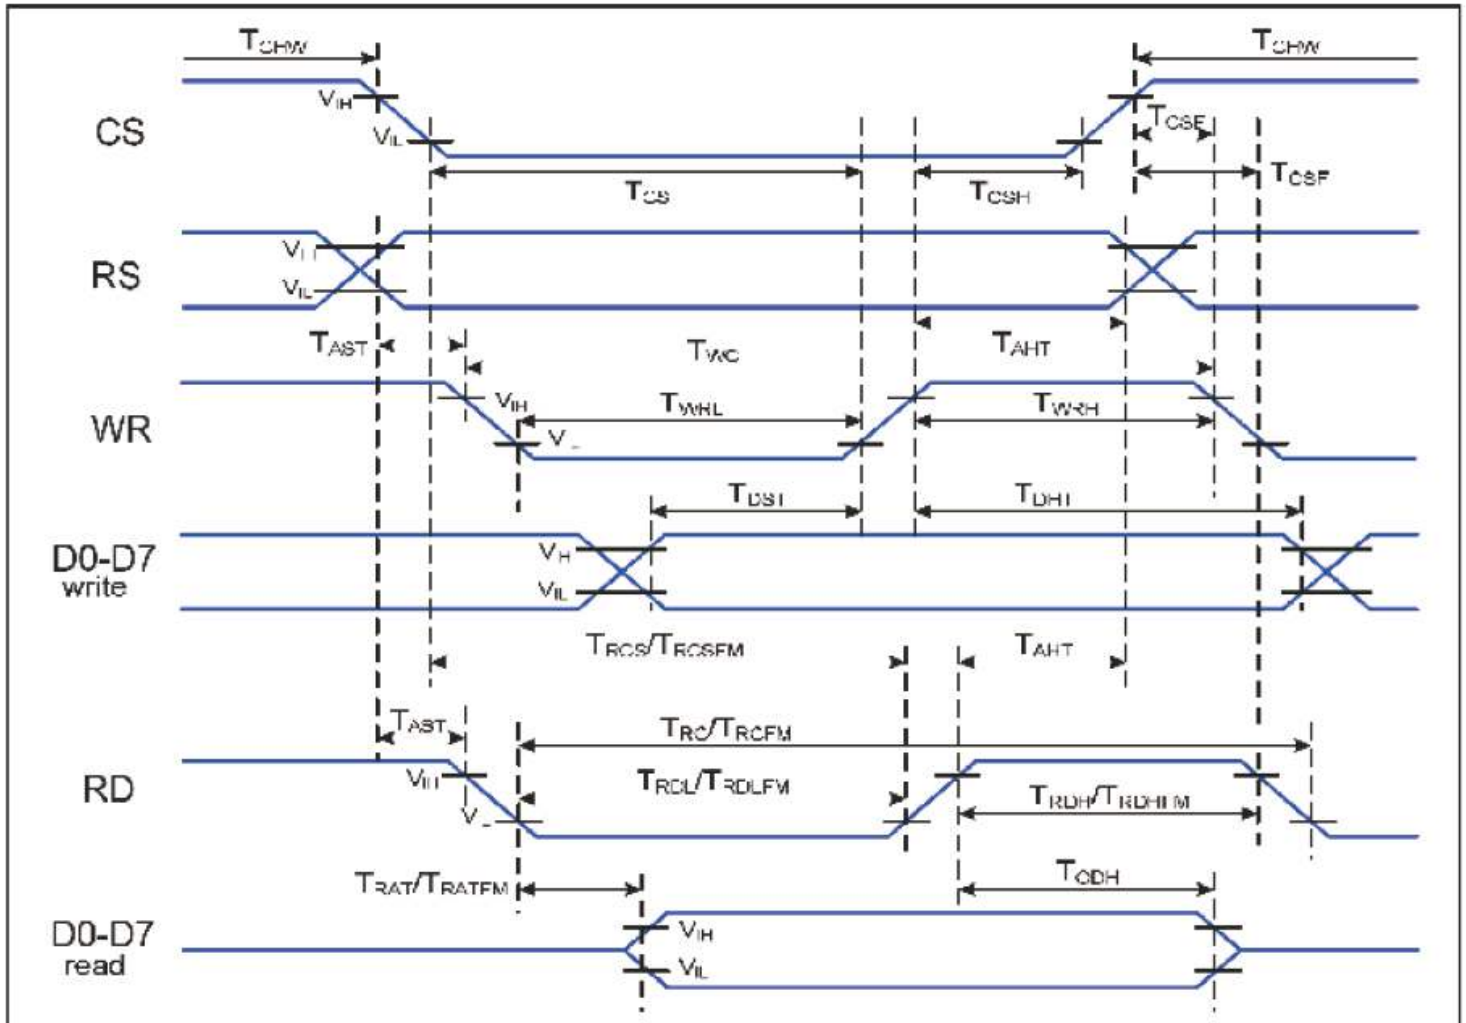 TCHW TCHW
VIH
CS
VIL
TCSF
TCS TCSH TCSF
RS
VIL
TAST TWC TAHT
VIH TWRL TWRH
WR
TDST TDHT
D0-D7 VIH
write VIL
TRCS/TRCSFM TAHT
TAST TRC/TRCFM
RD VIH TRDL/TRDLFM
TRDH/TRDHFM
TRAT/TRATFM TODH
D0-D7 VIH
read VIL